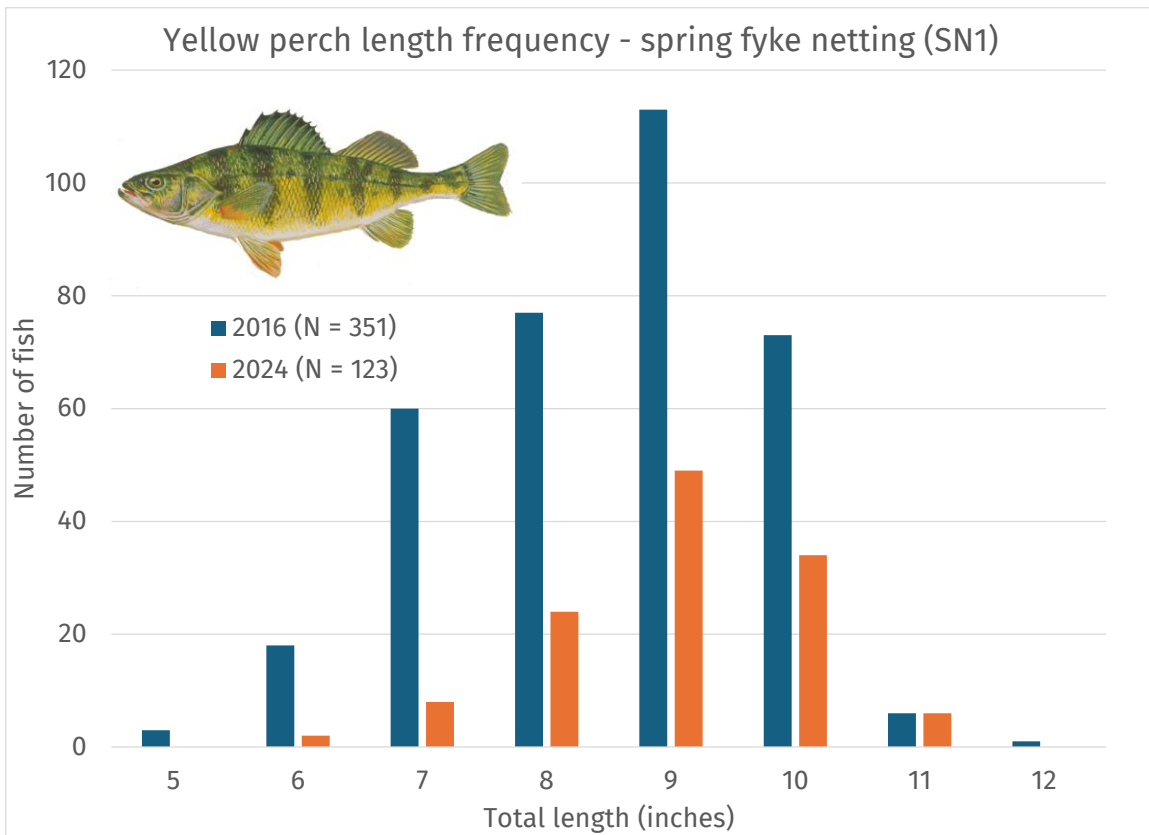 Yellow perch length frequency - spring fyke netting (SN1)
120
100
80
60
40
20
0
Number of fish
2016 (N = 351)
2024 (N = 123)
5 6 7 8 9 10 11 12
Total length (inches)